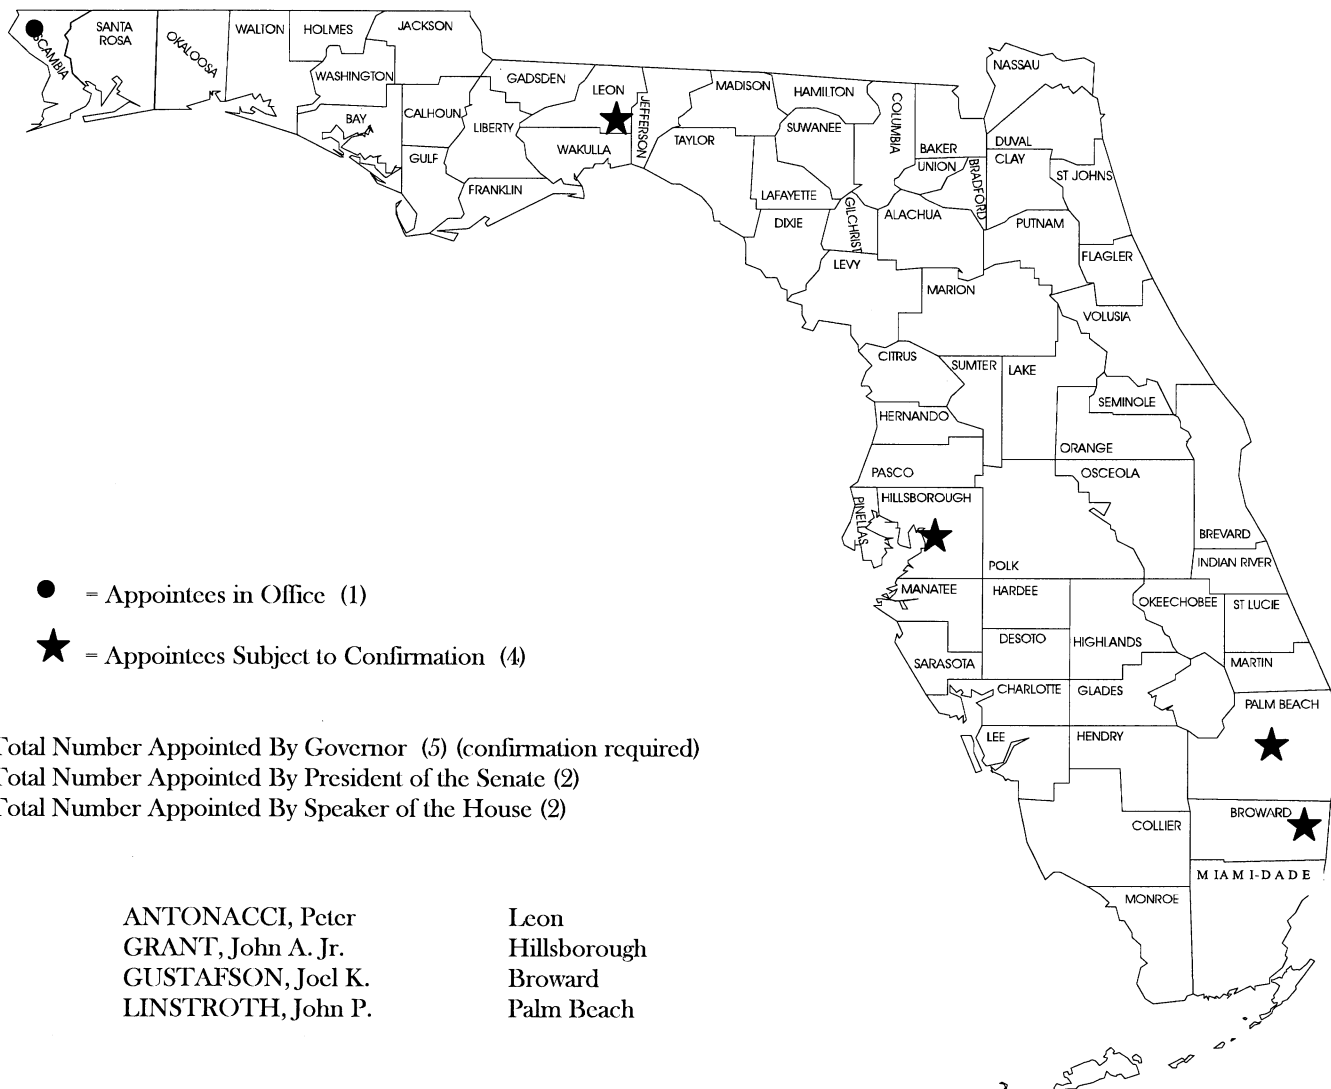 SANTA
ROSA
SCAMBIA
OKALOOSA
WALTON
HOLMES
JACKSON
WASHINGTON
BAY
CALHOUN
GULF
GADSDEN
LIBERTY
FRANKLIN
LEON
WAKULLA
JEFFERSON
MADISON
TAYLOR
HAMILTON
SUWANEE
LAFAYETTE
DIXIE
COLUMBIA
GILCHRIST
BAKER
UNION
BRADFORD
ALACHUA
LEVY
NASSAU
DUVAL
CLAY
ST JOHNS
PUTNAM
FLAGLER
MARION
VOLUSIA
CITRUS
SUMTER
LAKE
SEMINOLE
HERNANDO
ORANGE
PASCO
OSCEOLA
HILLSBOROUGH
PINELLAS
BREVARD
POLK
INDIAN RIVER
MANATEE
HARDEE
OKEECHOBEE
ST LUCIE
DESOTO
HIGHLANDS
SARASOTA
MARTIN
CHARLOTTE
GLADES
PALM BEACH
LEE
HENDRY
BROWARD
COLLIER
MIAMI-DADE
MONROE
= Appointees in Office (1)
= Appointees Subject to Confirmation (4)
Total Number Appointed By Governor (5) (confirmation required)
Total Number Appointed By President of the Senate (2)
Total Number Appointed By Speaker of the House (2)
ANTONACCI, Peter Leon
GRANT, John A. Jr. Hillsborough
GUSTAFSON, Joel K. Broward
LINSTROTH, John P. Palm Beach